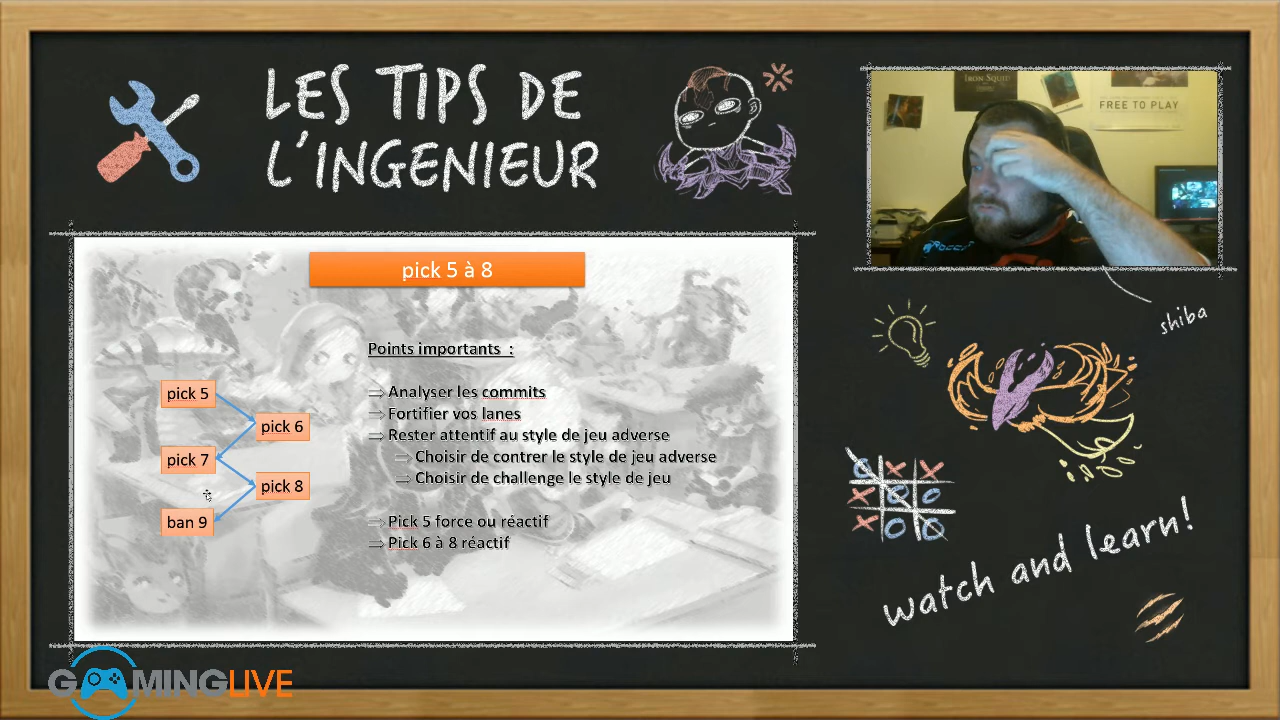 LES TIPS DE
L'INGENIEUR
IRON SQUID
FREE TO PLAY
shiba
pick 5 à 8
Points importants :
⇒ Analyser les commits
⇒ Fortifier vos lanes
⇒ Rester attentif au style de jeu adverse
⇒ Choisir de contrer le style de jeu adverse
⇒ Choisir de challenge le style de jeu
⇒ Pick 5 force ou réactif
⇒ Pick 6 à 8 réactif
pick 5
pick 6
pick 7
pick 8
ban 9
watch and learn!
GAMINGLIVE